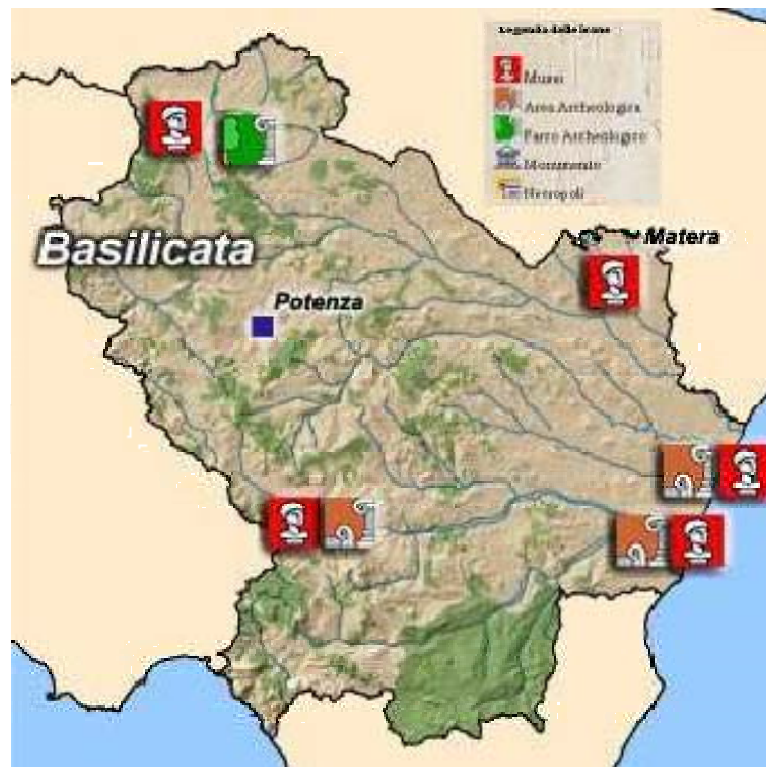 Legenda delle icone
Musei
Area Archeologica
Parco Archeologico
Monumento
Necropoli
Matera
Basilicata
Potenza